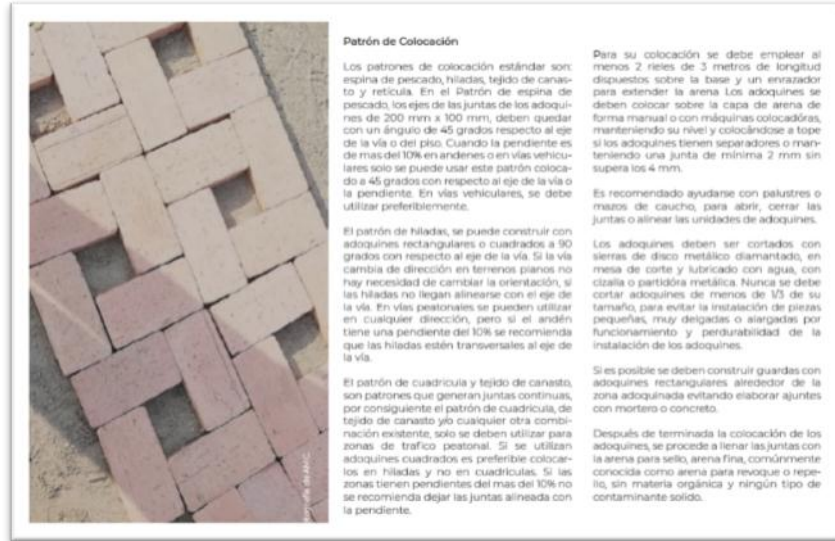 Patrón de Colocación
Los patrones de colocación estándar son:
espina de pescado, hiladas, tejido de canas-
to y retícula. En el Patrón de espina de
pescado, los ejes de las juntas de los adoqui-
nes de 200 mm x 100 mm, deben quedar
con un ángulo de 45 grados respecto al eje
de la vía o del piso. Cuando la pendiente es
de mas del 10% en andenes o en vías vehicu-
lares solo se puede usar este patrón coloca-
do a 45 grados con respecto al eje de la vía o
la pendiente. En vías vehiculares, se debe
utilizar preferiblemente.
El patrón de hiladas, se puede construir con
adoquines rectangulares o cuadrados a 90
grados con respecto al eje de la vía. Si la vía
cambia de dirección en terrenos planos no
hay necesidad de cambiar la orientación, si
las hiladas no llegan alinearse con el eje de
la vía. En vías peatonales se pueden utilizar
en cualquier dirección, pero si el andén
tiene una pendiente del 10% se recomienda
que las hiladas estén transversales al eje de
la vía.
El patrón de cuadricula y tejido de canasto,
son patrones que generan juntas continuas,
por consiguiente el patrón de cuadricula, de
tejido de canasto y/o cualquier otra combi-
nación existente, solo se deben utilizar para
zonas de trafico peatonal. Si se utilizan
adoquines cuadrados es preferible colocar-
los en hiladas y no en cuadrículas. Si las
zonas tienen pendientes del mas del 10% no
se recomienda dejar las juntas alineada con
la pendiente.
Para su colocación se debe emplear al
menos 2 rieles de 3 metros de longitud
dispuestos sobre la base y un enrazador
para extender la arena Los adoquines se
deben colocar sobre la capa de arena de
forma manual o con máquinas colocadóras,
manteniendo su nivel y colocándose a tope
si los adoquines tienen separadores o man-
teniendo una junta de mínima 2 mm sin
supera los 4 mm.
Es recomendado ayudarse con palustres o
mazos de caucho, para abrir, cerrar las
juntas o alinear las unidades de adoquines.
Los adoquines deben ser cortados con
sierras de disco metálico diamantado, en
mesa de corte y lubricado con agua, con
cizalla o partidóra metálica. Nunca se debe
cortar adoquines de menos de 1/3 de su
tamaño, para evitar la instalación de piezas
pequeñas, muy delgadas o alargadas por
funcionamiento y perdurabilidad de la
instalación de los adoquines.
Si es posible se deben construir guardas con
adoquines rectangulares alrededor de la
zona adoquinada evitando elaborar ajuntes
con mortero o concreto.
Después de terminada la colocación de los
adoquines, se procede a llenar las juntas con
la arena para sello, arena fina, comúnmente
conocida como arena para revoque o repe-
llo, sin materia orgánica y ningún tipo de
contaminante solido.